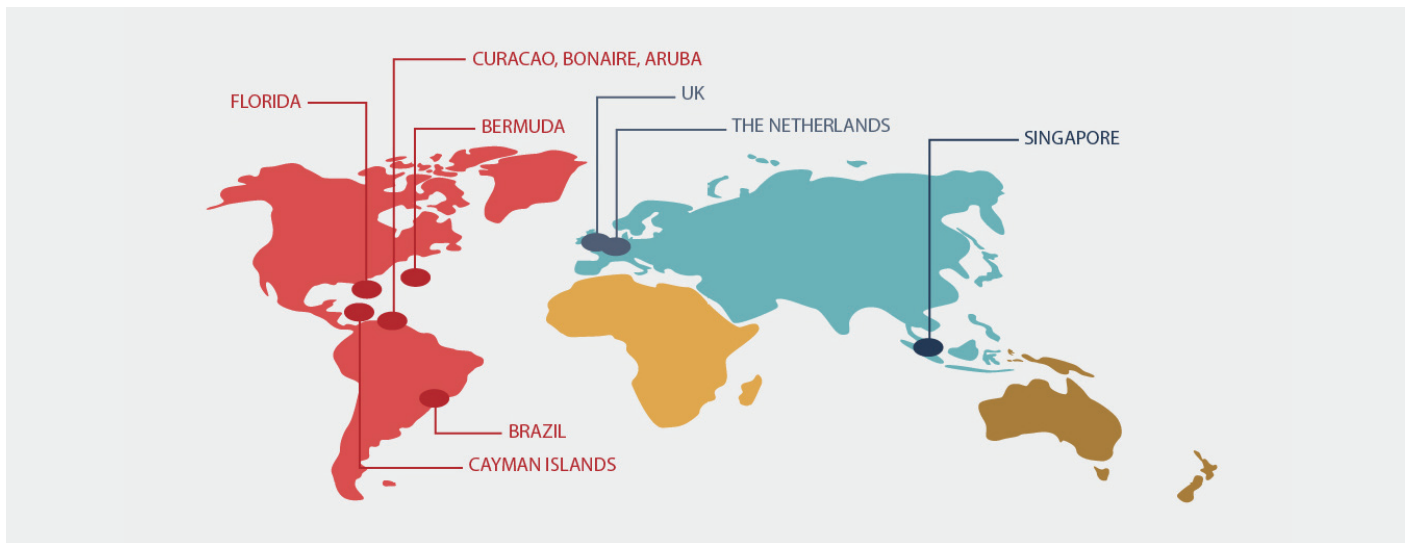 CURACAO, BONAIRE, ARUBA
UK
FLORIDA
BERMUDA
THE NETHERLANDS
SINGAPORE
BRAZIL
CAYMAN ISLANDS